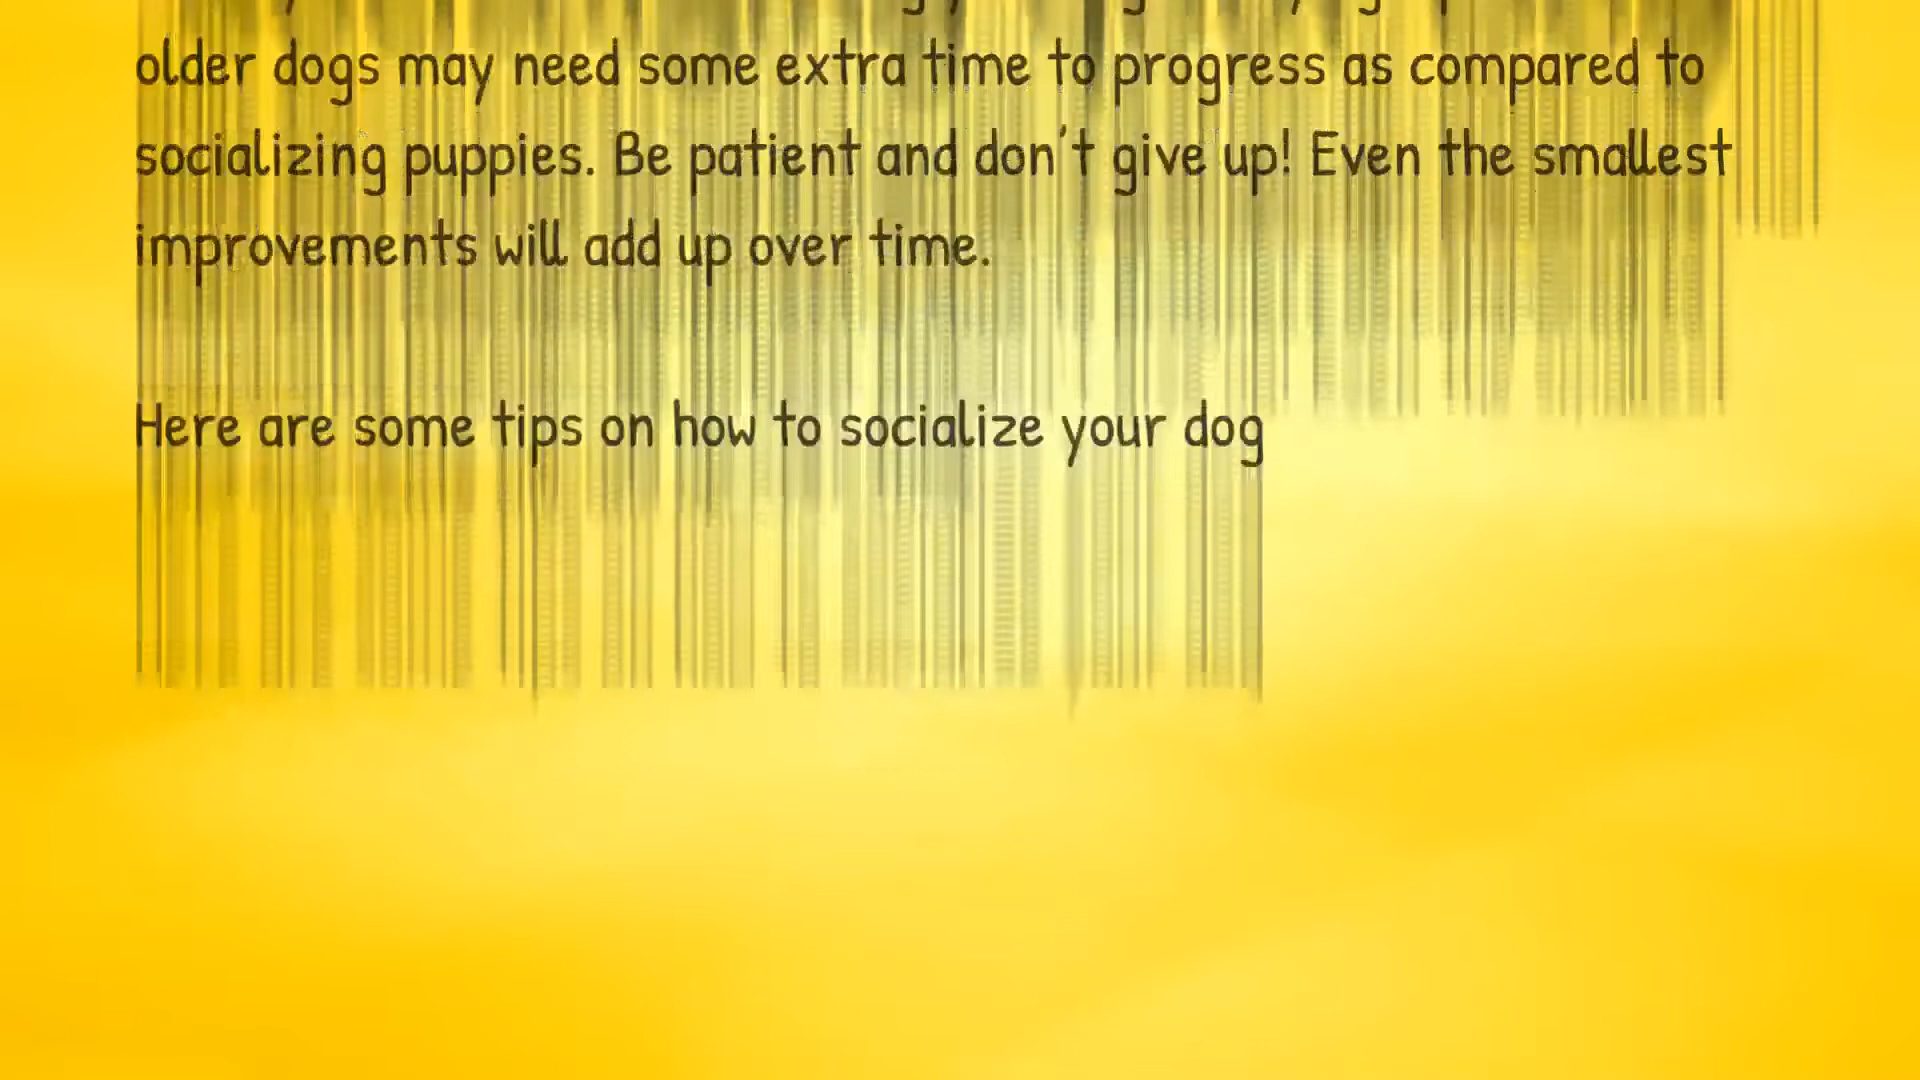 older dogs may need some extra time to progress as compared to
socializing puppies. Be patient and don't give up! Even the smallest
improvements will add up over time.
Here are some tips on how to socialize your dog